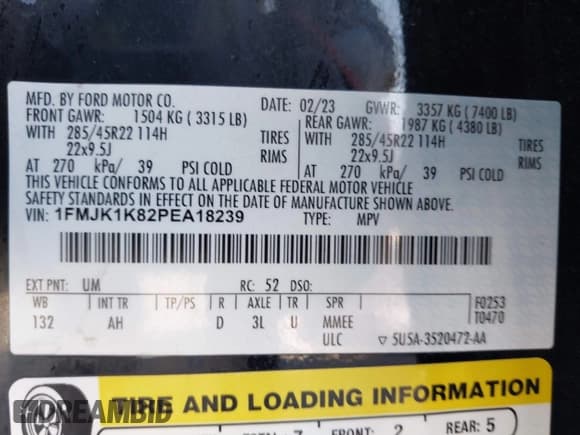 MFD. BY FORD MOTOR CO.
DATE: 02/23 GVWR: 3357 KG ( 7400 LB)
FRONT GAWR: 1504 KG ( 3315 LB) REAR GAWR: 1987 KG ( 4380 LB)
WITH 285/45R22 114H TIRES WITH 285/45R22 114H TIRES
22x9.5J RIMS 22x9.5J RIMS
AT 270 kPa/ 39 PSI COLD AT 270 kPa/ 39 PSI COLD
THIS VEHICLE CONFORMS TO ALL APPLICABLE FEDERAL MOTOR VEHICLE
SAFETY STANDARDS IN EFFECT ON THE DATE OF MANUFACTURE SHOWN ABOVE.
VIN: 1FMJK1K82PEA18239 TYPE: MPV
EXT PNT: UM RC: 52 DSO:
WB INT TR TP/PS R AXLE TR SPR F0253
132 AH D 3L U MMEE T0470
ULC ▽ 5U5A-3520472-AA
TIRE AND LOADING INFORMATION
TOTAL: 7 FRONT: 2 REAR: 5
DREAMBID